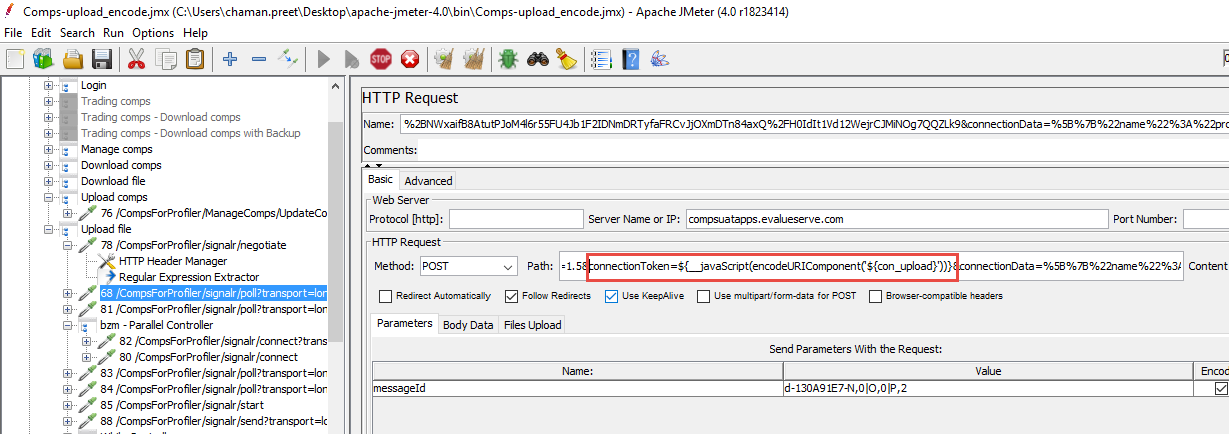 Comps-upload_encode.jmx (C:\Users\chaman.preet\Desktop\apache-jmeter-4.0\bin\Comps-upload_encode.jmx) - Apache JMeter (4.0 r1823414)
File Edit Search Run Options Help
STOP
Login
Trading comps
Trading comps - Download comps
Trading comps - Download comps with Backup
Manage comps
Download comps
Download file
Upload comps
76 /CompsForProfiler/ManageComps/UpdateCo
Upload file
78 /CompsForProfiler/signalr/negotiate
HTTP Header Manager
Regular Expression Extractor
68 /CompsForProfiler/signalr/poll?transport=lon
81 /CompsForProfiler/signalr/poll?transport=lon
bzm - Parallel Controller
82 /CompsForProfiler/signalr/connect?trans
80 /CompsForProfiler/signalr/connect
83 /CompsForProfiler/signalr/poll?transport=lon
84 /CompsForProfiler/signalr/poll?transport=lon
85 /CompsForProfiler/signalr/start
88 /CompsForProfiler/signalr/send?transport=lo
HTTP Request
Name: %2BNWxaifB8AtutPJoM4l6r55FU4Jb1F2IDNmDRTyfaFRCvJjOXmDTn84axQ%2FH0IdIt1Vd12WejrCJMiNOg7QQZLk9&connectionData=%5B%7B%22name%22%3A%22pro
Comments:
Basic Advanced
Web Server
Protocol [http]: Server Name or IP: compsuatapps.evalueserve.com Port Number:
HTTP Request
Method: POST Path: =1.5&connectionToken=${__javaScript(encodeURIComponent('${con_upload}'))}&connectionData=%5B%7B%22name%22%3A Content
Redirect Automatically Follow Redirects Use KeepAlive Use multipart/form-data for POST Browser-compatible headers
Parameters Body Data Files Upload
Send Parameters With the Request:
Name: Value Encod
messageId d-130A91E7-N,0|O,0|P,2